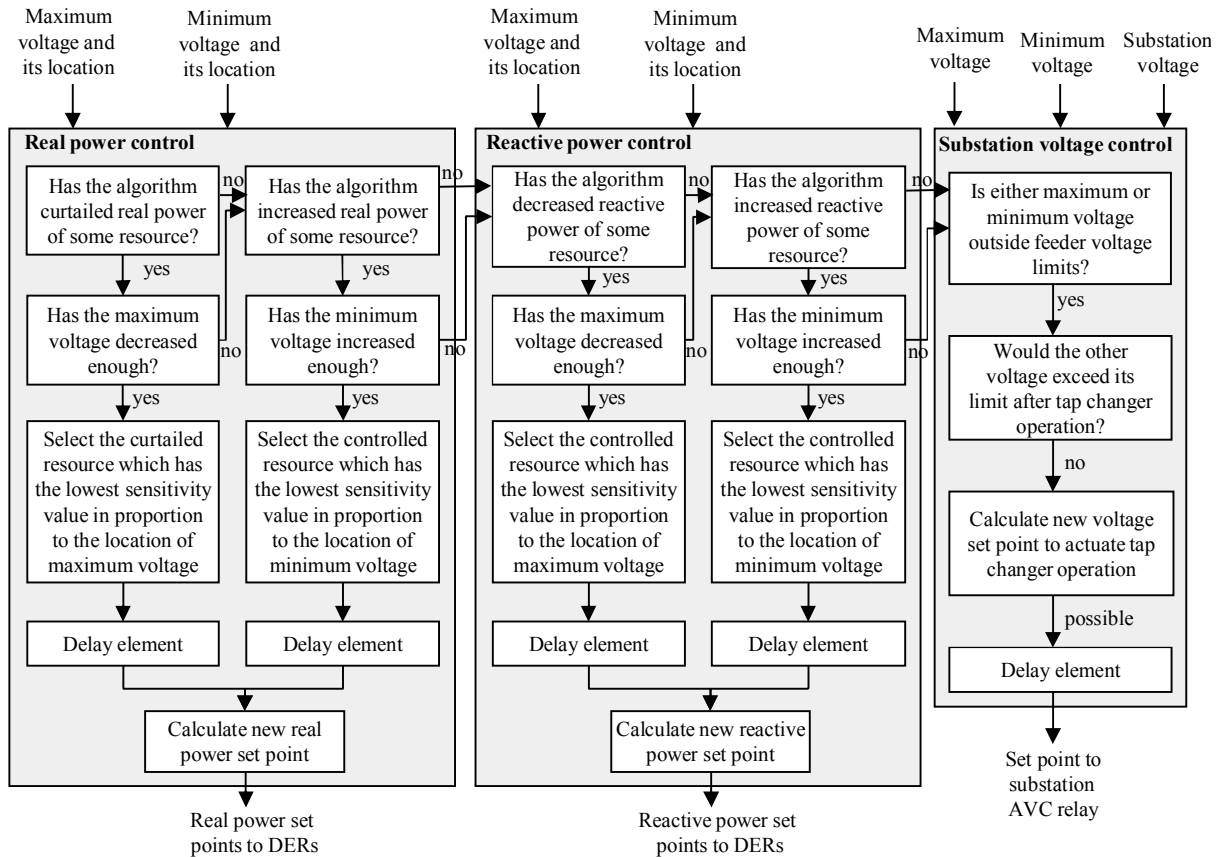 Maximum
voltage and
its location
Minimum
voltage and
its location
Maximum
voltage and
its location
Minimum
voltage and
its location
Maximum
voltage
Minimum
voltage
Substation
voltage
Real power control
Has the algorithm
curtailed real power
of some resource?
no
Has the algorithm
increased real power
of some resource?
no
yes
yes
Has the maximum
voltage decreased
enough?
no
Has the minimum
voltage increased
enough?
no
yes
yes
Select the curtailed
resource which has
the lowest sensitivity
value in proportion
to the location of
maximum voltage
Select the controlled
resource which has
the lowest sensitivity
value in proportion
to the location of
minimum voltage
Delay element
Delay element
Calculate new real
power set point
Real power set
points to DERs
Reactive power control
Has the algorithm
decreased reactive
power of some
resource?
no
Has the algorithm
increased reactive
power of some
resource?
no
yes
yes
Has the maximum
voltage decreased
enough?
no
Has the minimum
voltage increased
enough?
no
yes
yes
Select the controlled
resource which has
the lowest sensitivity
value in proportion
to the location of
maximum voltage
Select the controlled
resource which has
the lowest sensitivity
value in proportion
to the location of
minimum voltage
Delay element
Delay element
Calculate new reactive
power set point
Reactive power set
points to DERs
Substation voltage control
Is either maximum or
minimum voltage
outside feeder voltage
limits?
yes
Would the other
voltage exceed its
limit after tap changer
operation?
no
Calculate new voltage
set point to actuate tap
changer operation
possible
Delay element
Set point to
substation
AVC relay